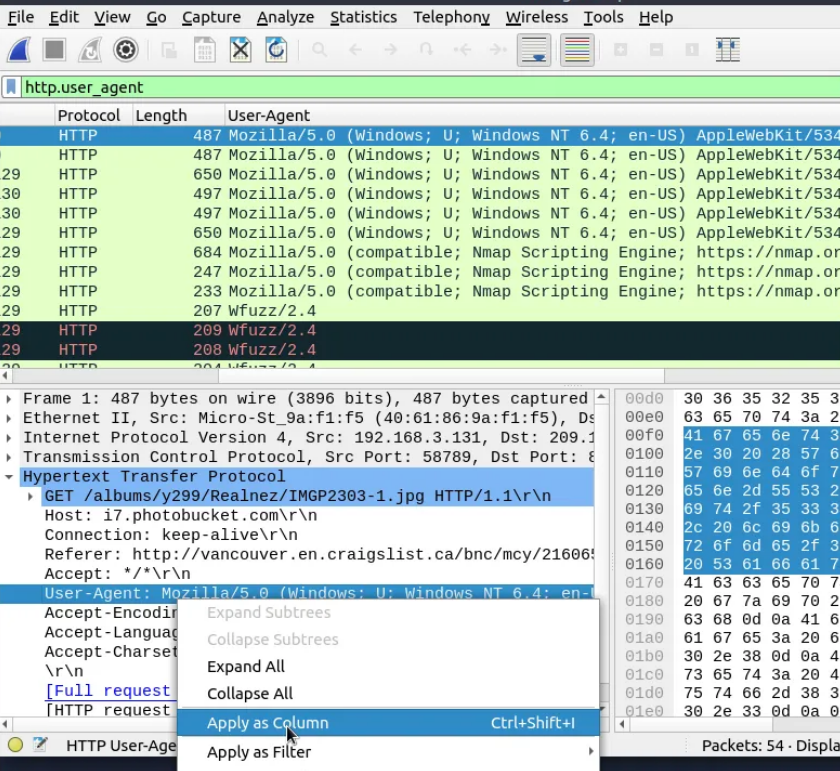 File Edit View Go Capture Analyze Statistics Telephony Wireless Tools Help
http.user_agent
Protocol Length User-Agent
HTTP 487 Mozilla/5.0 (Windows; U; Windows NT 6.4; en-US) AppleWebKit/534
HTTP 487 Mozilla/5.0 (Windows; U; Windows NT 6.4; en-US) AppleWebKit/534
29 HTTP 650 Mozilla/5.0 (Windows; U; Windows NT 6.4; en-US) AppleWebKit/534
30 HTTP 497 Mozilla/5.0 (Windows; U; Windows NT 6.4; en-US) AppleWebKit/534
30 HTTP 497 Mozilla/5.0 (Windows; U; Windows NT 6.4; en-US) AppleWebKit/534
29 HTTP 650 Mozilla/5.0 (Windows; U; Windows NT 6.4; en-US) AppleWebKit/534
29 HTTP 684 Mozilla/5.0 (compatible; Nmap Scripting Engine; https://nmap.or
29 HTTP 247 Mozilla/5.0 (compatible; Nmap Scripting Engine; https://nmap.or
29 HTTP 233 Mozilla/5.0 (compatible; Nmap Scripting Engine; https://nmap.or
29 HTTP 207 Wfuzz/2.4
29 HTTP 209 Wfuzz/2.4
29 HTTP 208 Wfuzz/2.4
Frame 1: 487 bytes on wire (3896 bits), 487 bytes captured
Ethernet II, Src: Micro-St_9a:f1:f5 (40:61:86:9a:f1:f5), Ds
Internet Protocol Version 4, Src: 192.168.3.131, Dst: 209.1
Transmission Control Protocol, Src Port: 58789, Dst Port: 8
Hypertext Transfer Protocol
GET /albums/y299/Realnez/IMGP2303-1.jpg HTTP/1.1\r\n
Host: i7.photobucket.com\r\n
Connection: keep-alive\r\n
Referer: http://vancouver.en.craigslist.ca/bnc/mcy/216065
Accept: */*\r\n
User-Agent: Mozilla/5.0 (Windows; U; Windows NT 6.4; en-U
Accept-Encodin
Accept-Languag
Accept-Charset
\r\n
[Full request
[HTTP request
00d0 30 36 35 32 35 3
00e0 63 65 70 74 3a 2
00f0 41 67 65 6e 74 3
0100 2e 30 20 28 57 6
0110 57 69 6e 64 6f 7
0120 65 6e 2d 55 53 2
0130 69 74 2f 35 33 3
0140 2c 20 6c 69 6b 6
0150 72 6f 6d 65 2f 3
0160 20 53 61 66 61 7
0170 41 63 63 65 70 7
0180 20 67 7a 69 70 2
0190 63 68 0d 0a 41 6
01a0 61 67 65 3a 20 6
01b0 30 2e 38 0d 0a 4
01c0 73 65 74 3a 20 4
01d0 75 74 66 2d 38 3
01e0 30 2e 33 0d 0a 0
Expand Subtrees
Collapse Subtrees
Expand All
Collapse All
Apply as Column Ctrl+Shift+I
Apply as Filter
HTTP User-Age
Packets: 54 · Displa